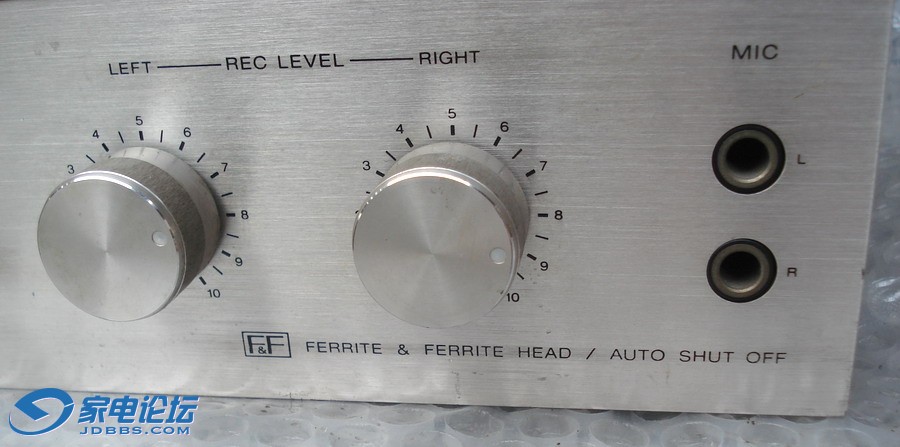 LEFT REC LEVEL RIGHT
MIC
3 4 5 6 7 8 9 10
3 4 5 6 7 8 9 10
L
R
F&F FERRITE & FERRITE HEAD / AUTO SHUT OFF
家电论坛
JDBBS.COM